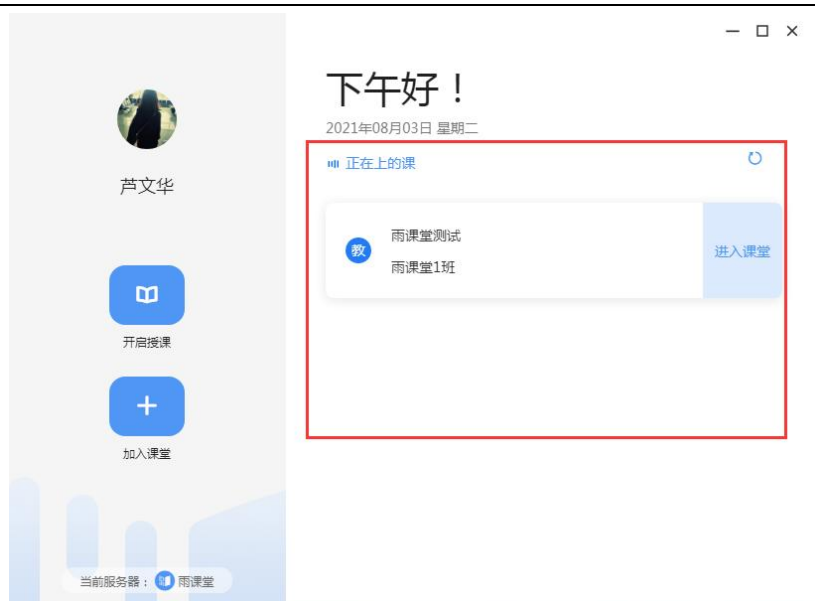 芦文华
开启授课
加入课堂
当前服务器： 雨课堂
下午好！
2021年08月03日 星期二
正在上的课
教
雨课堂测试
雨课堂1班
进入课堂